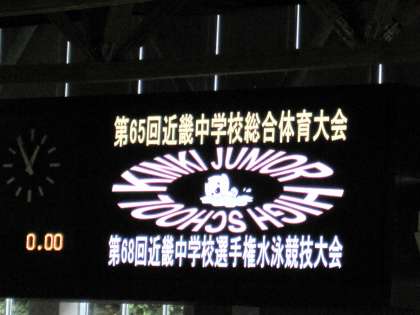 第65回近畿中学校総合体育大会
KINKI JUNIOR HIGH SCHOOL
0.00
第68回近畿中学校選手権水泳競技大会